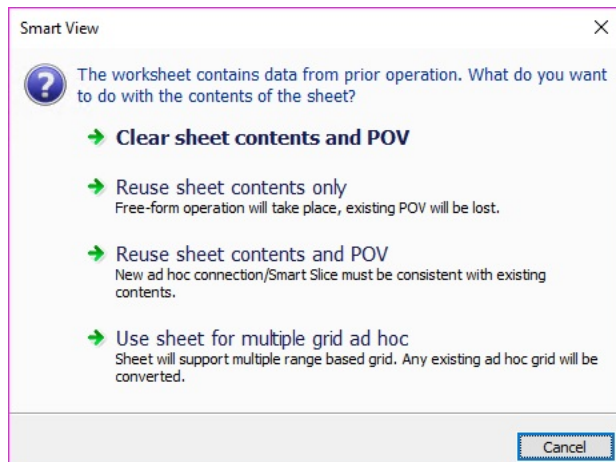 Smart View
The worksheet contains data from prior operation. What do you want
to do with the contents of the sheet?
Clear sheet contents and POV
Reuse sheet contents only
Free-form operation will take place, existing POV will be lost.
Reuse sheet contents and POV
New ad hoc connection/Smart Slice must be consistent with existing
contents.
Use sheet for multiple grid ad hoc
Sheet will support multiple range based grid. Any existing ad hoc grid will be
converted.
Cancel